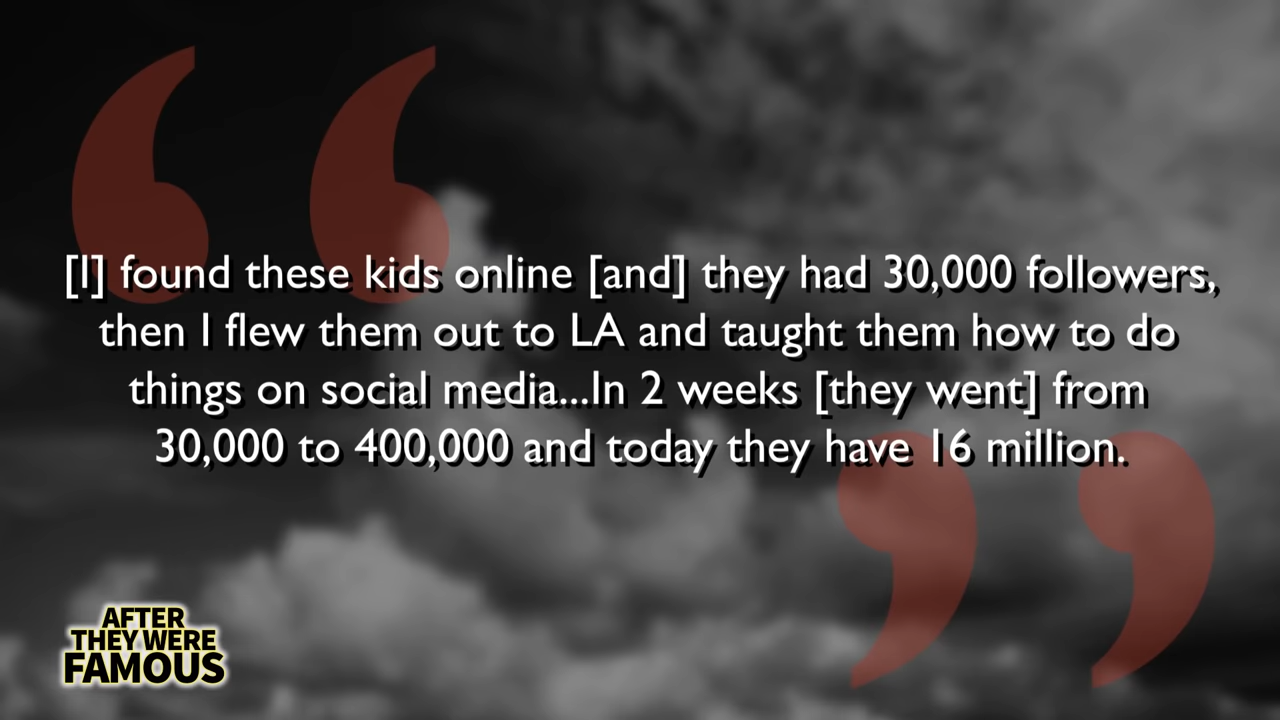 [I] found these kids online [and] they had 30,000 followers,
then I flew them out to LA and taught them how to do
things on social media...In 2 weeks [they went] from
30,000 to 400,000 and today they have 16 million.
AFTER
THEY WERE
FAMOUS